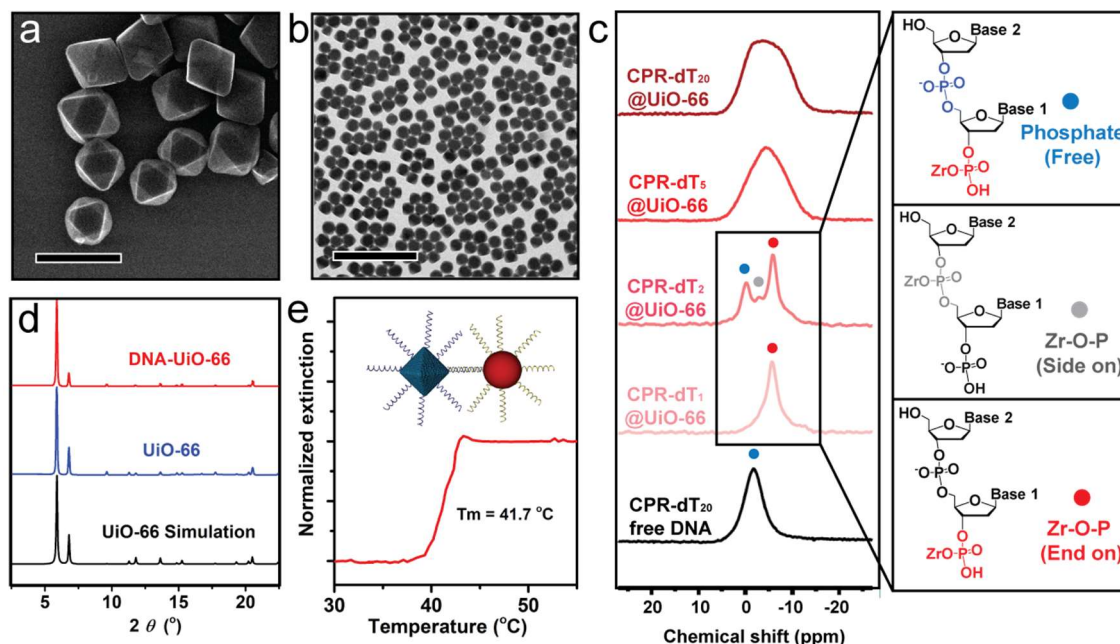 a
b
c
CPR-dT20
@UiO-66
CPR-dT5
@UiO-66
CPR-dT2
@UiO-66
CPR-dT1
@UiO-66
CPR-dT20
free DNA
20 10 0 -10 -20
Chemical shift (ppm)
HO
Base 2
O
O
-O-P=O
O
O
Base 1
O
ZrO-P=O
OH
Phosphate
(Free)
HO
Base 2
O
O
ZrO-P=O
O
O
Base 1
O
-O-P=O
OH
Zr-O-P
(Side on)
HO
Base 2
O
O
-O-P=O
O
O
Base 1
O
ZrO-P=O
OH
Zr-O-P
(End on)
d
DNA-UiO-66
UiO-66
UiO-66 Simulation
5 10 15 20
2 θ (°)
e
Normalized extinction
Tm = 41.7 °C
30 40 50
Temperature (°C)